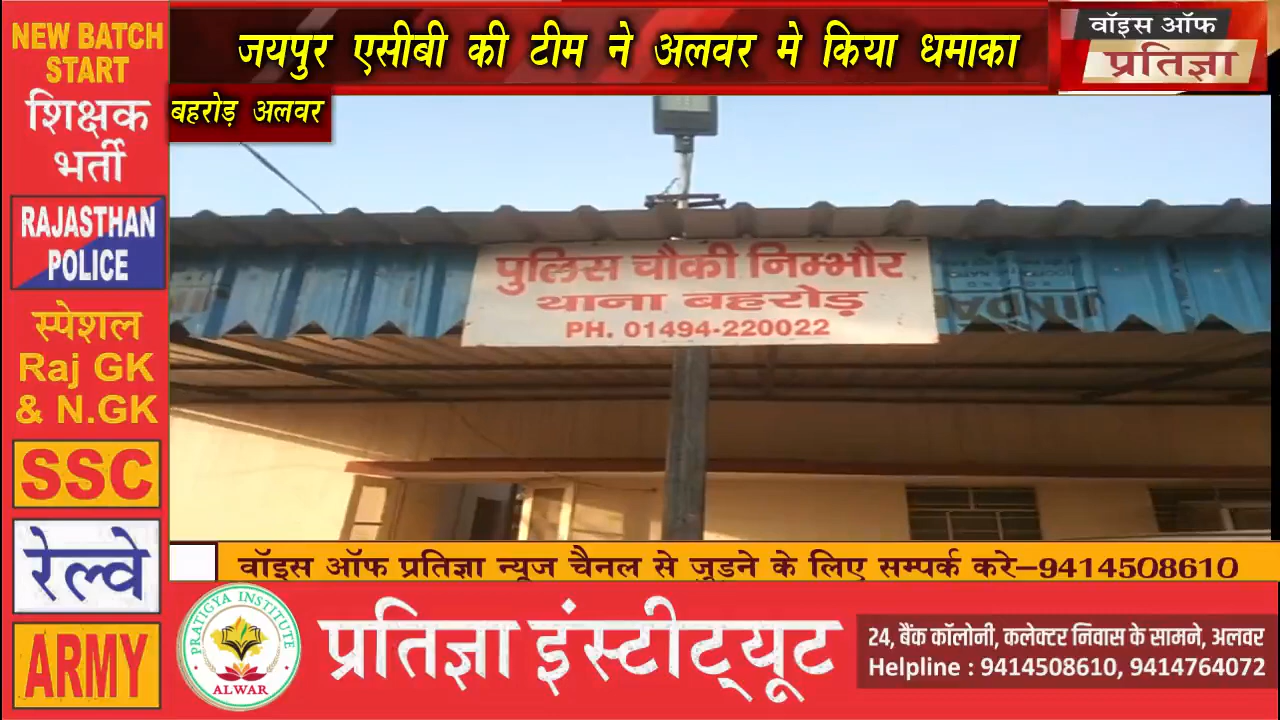 NEW BATCH
START
शिक्षक
भर्ती
RAJASTHAN
POLICE
स्पेशल
Raj GK
& N.GK
SSC
रेल्वे
ARMY
जयपुर एसीबी की टीम ने अलवर मे किया धमाका
बहरोड़ अलवर
वॉइस ऑफ
प्रतिज्ञा
पुलिस चौकी निम्भौर
थाना बहरोड़
PH. 01494-220022
JINDAL
वॉइस ऑफ प्रतिज्ञा न्यूज चैनल से जुडने के लिए सम्पर्क करे–9414508610
PRATIGYA INSTITUTE
ALWAR
प्रतिज्ञा इंस्टीट्यूट
24, बैंक कॉलोनी, कलेक्टर निवास के सामने, अलवर
Helpline : 9414508610, 9414764072